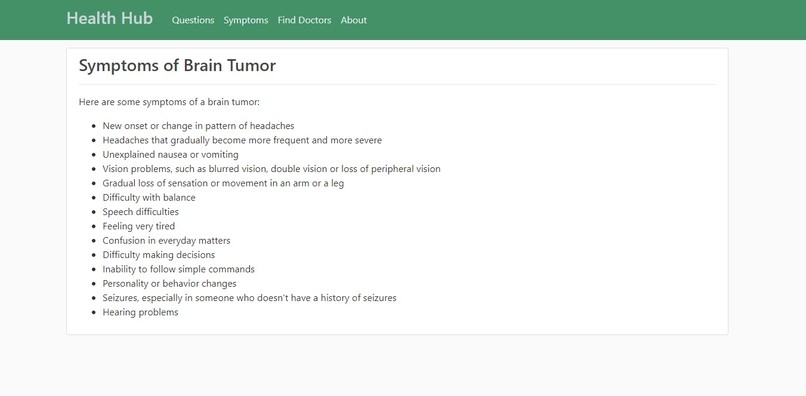 Health Hub Questions Symptoms Find Doctors About
Symptoms of Brain Tumor
Here are some symptoms of a brain tumor:
New onset or change in pattern of headaches
Headaches that gradually become more frequent and more severe
Unexplained nausea or vomiting
Vision problems, such as blurred vision, double vision or loss of peripheral vision
Gradual loss of sensation or movement in an arm or a leg
Difficulty with balance
Speech difficulties
Feeling very tired
Confusion in everyday matters
Difficulty making decisions
Inability to follow simple commands
Personality or behavior changes
Seizures, especially in someone who doesn't have a history of seizures
Hearing problems